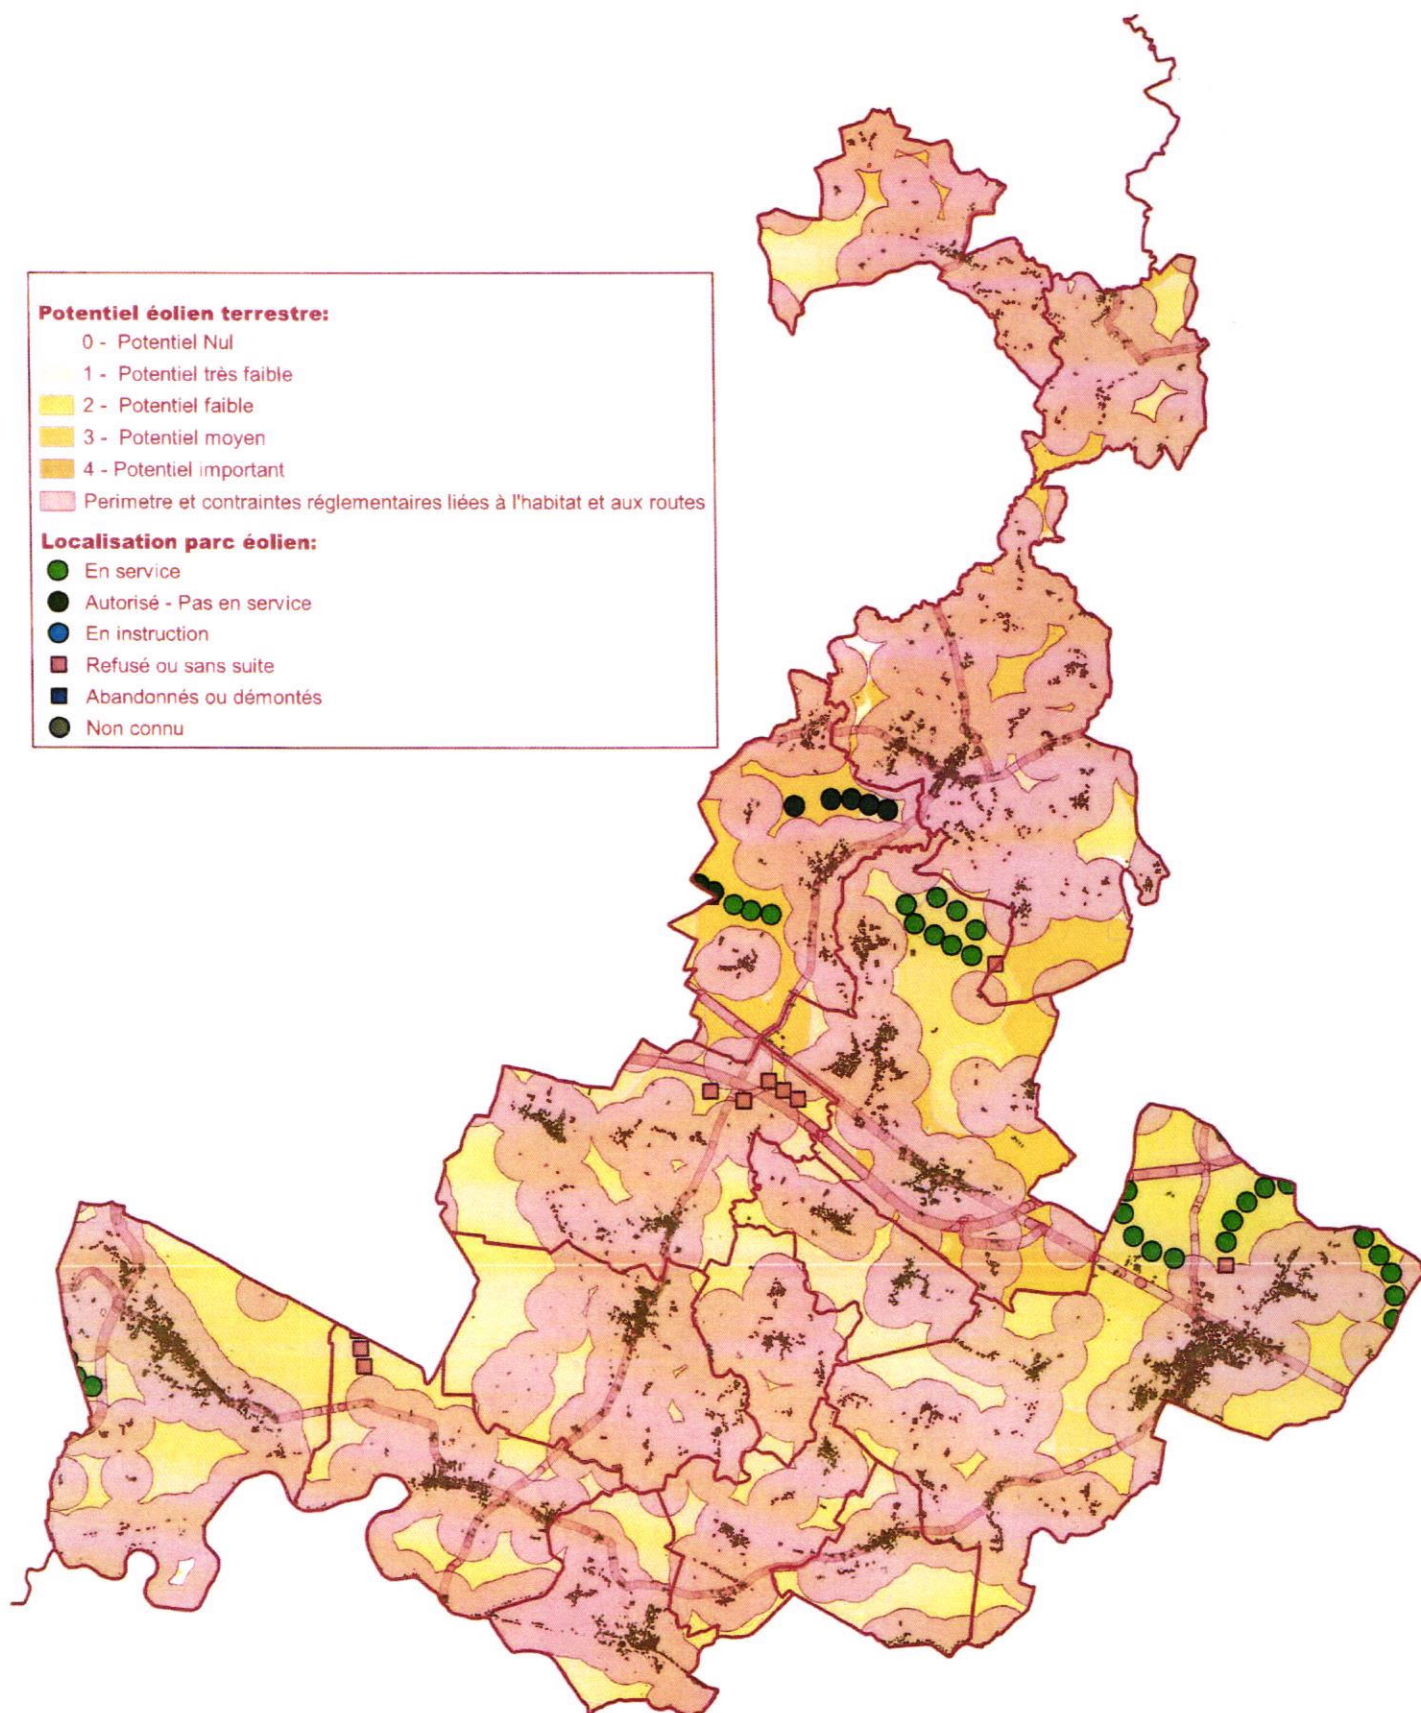 Potentiel éolien terrestre:
0 - Potentiel Nul
1 - Potentiel très faible
2 - Potentiel faible
3 - Potentiel moyen
4 - Potentiel important
Perimetre et contraintes réglementaires liées à l'habitat et aux routes
Localisation parc éolien:
En service
Autorisé - Pas en service
En instruction
Refusé ou sans suite
Abandonnés ou démontés
Non connu